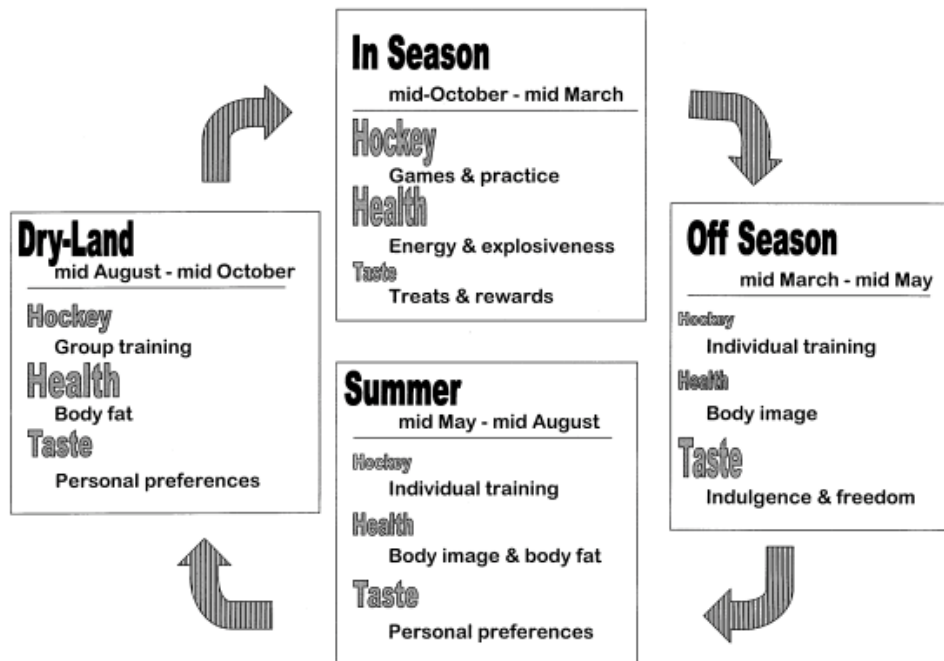 In Season
mid-October - mid March
Hockey
Games & practice
Health
Energy & explosiveness
Taste
Treats & rewards
Off Season
mid March - mid May
Hockey
Individual training
Health
Body image
Taste
Indulgence & freedom
Summer
mid May - mid August
Hockey
Individual training
Health
Body image & body fat
Taste
Personal preferences
Dry-Land
mid August - mid October
Hockey
Group training
Health
Body fat
Taste
Personal preferences